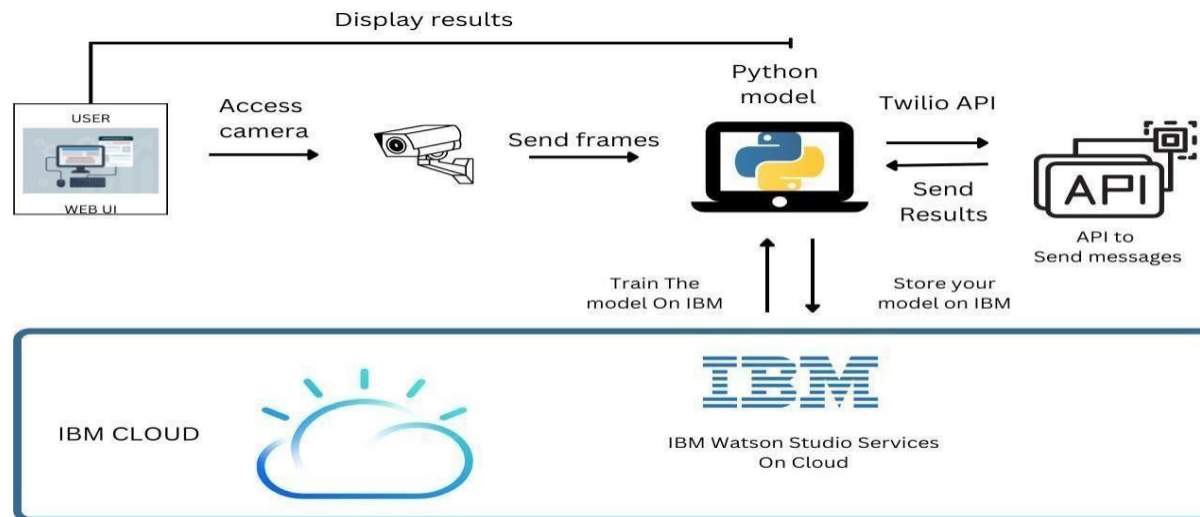 Display results
USER
WEB UI
Access
camera
Send frames
Python
model
Twilio API
Send
Results
API
API to
Send messages
Train The
model On IBM
Store your
model on IBM
IBM CLOUD
IBM
IBM Watson Studio Services
On Cloud